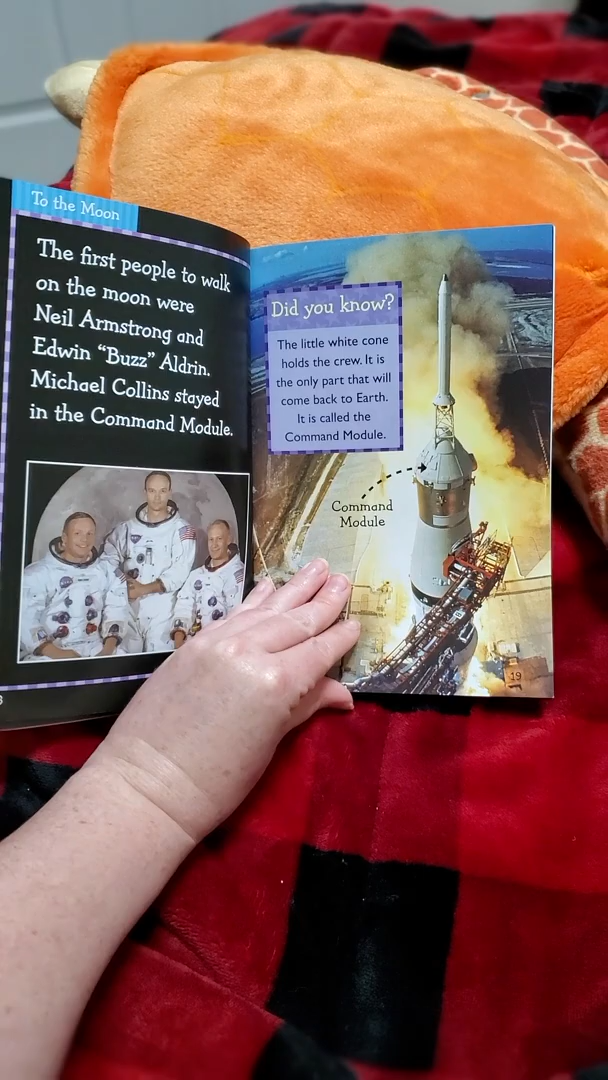 To the Moon
The first people to walk
on the moon were
Neil Armstrong and
Edwin “Buzz” Aldrin.
Michael Collins stayed
in the Command Module.
Did you know?
The little white cone
holds the crew. It is
the only part that will
come back to Earth.
It is called the
Command Module.
Command
Module
19